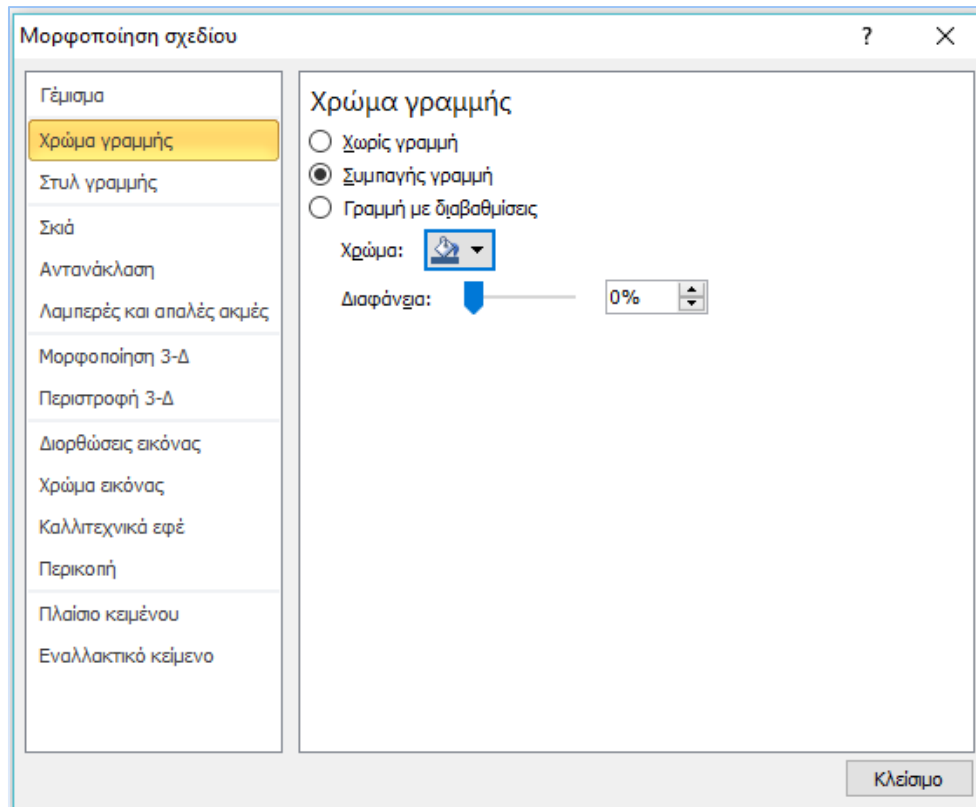 Μορφοποίηση σχεδίου
?
Γέμισμα
Χρώμα γραμμής
Στυλ γραμμής
Σκιά
Αντανάκλαση
Λαμπερές και απαλές ακμές
Μορφοποίηση 3-Δ
Περιστροφή 3-Δ
Διορθώσεις εικόνας
Χρώμα εικόνας
Καλλιτεχνικά εφέ
Περικοπή
Πλαίσιο κειμένου
Εναλλακτικό κείμενο
Χρώμα γραμμής
Χωρίς γραμμή
Συμπαγής γραμμή
Γραμμή με διαβαθμίσεις
Χρώμα:
Διαφάνεια: 0%
Κλείσιμο